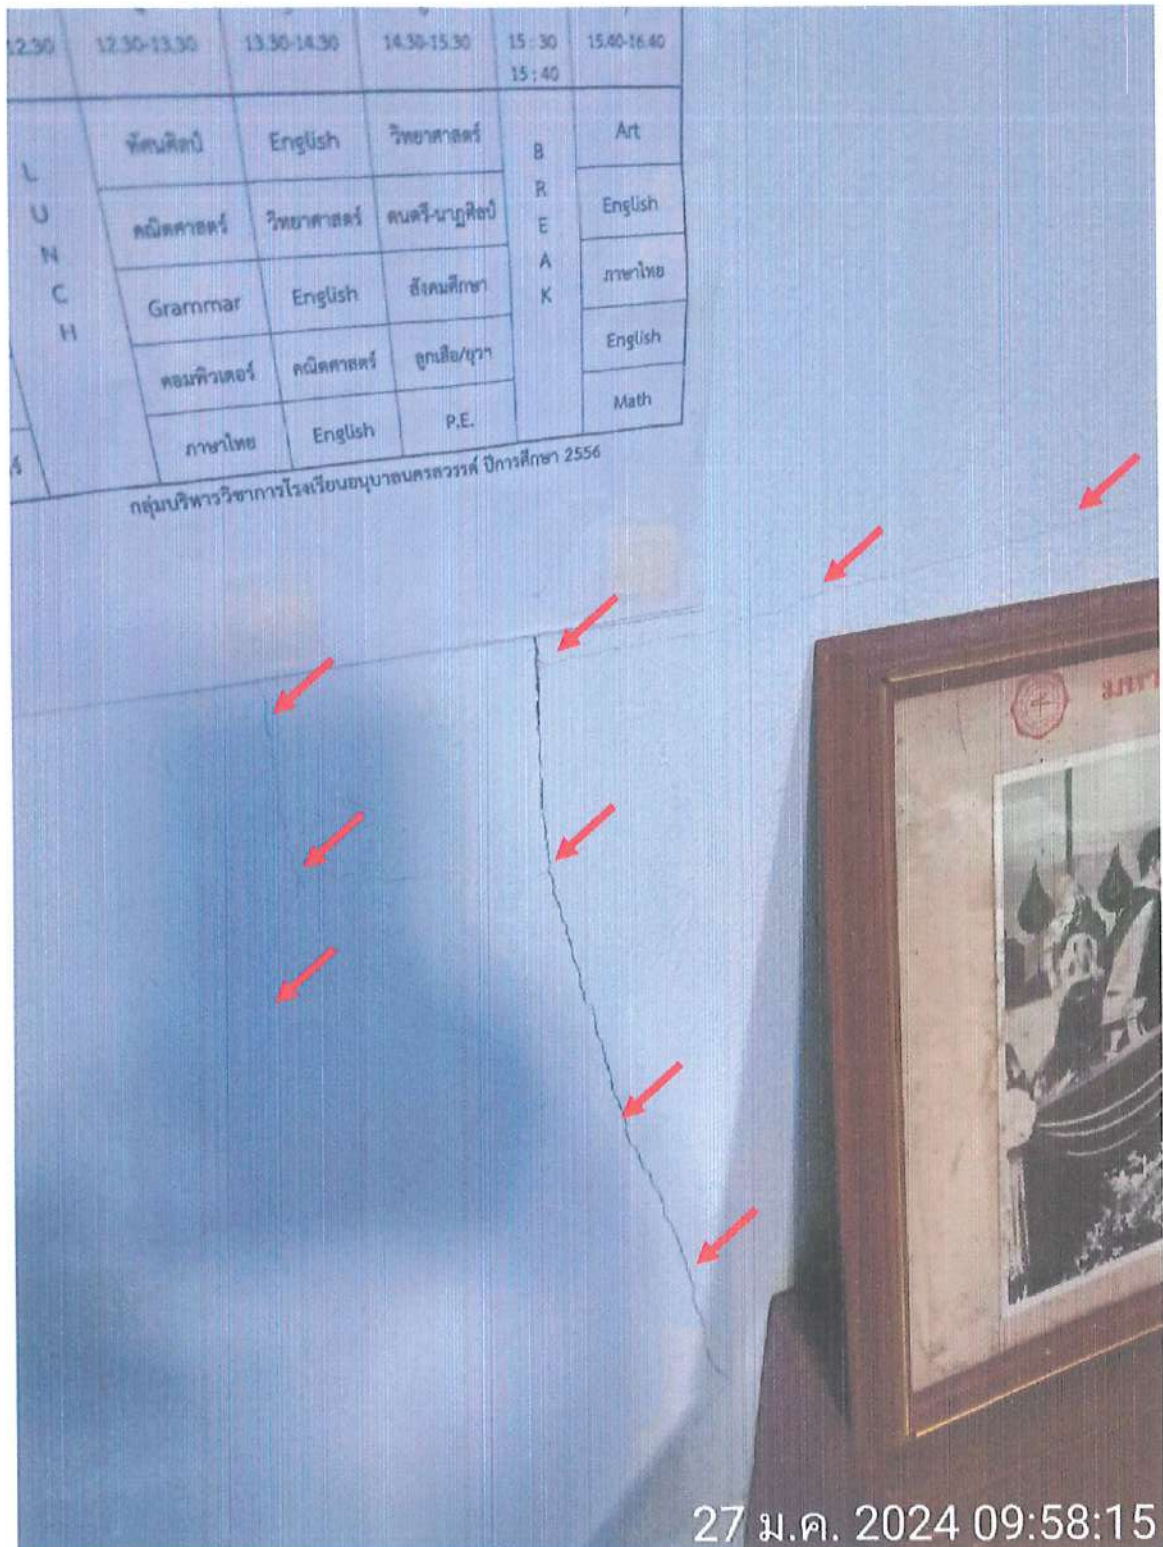 12.30 12.30-13.30 13.30-14.30 14.30-15.30 15:30 15.40-16.40
15:40
ทัศนศิลป์ English วิทยาศาสตร์ Art
คณิตศาสตร์ วิทยาศาสตร์ ดนตรี-นาฏศิลป์ English
Grammar English สังคมศึกษา ภาษาไทย
คอมพิวเตอร์ คณิตศาสตร์ ลูกเสือ/ยุวฯ English
ภาษาไทย English P.E. Math
L
U
N
C
H
B
R
E
A
K
กลุ่มบริหารวิชาการโรงเรียนอนุบาลนครสวรรค์ ปีการศึกษา 2556
27 ม.ค. 2024 09:58:15